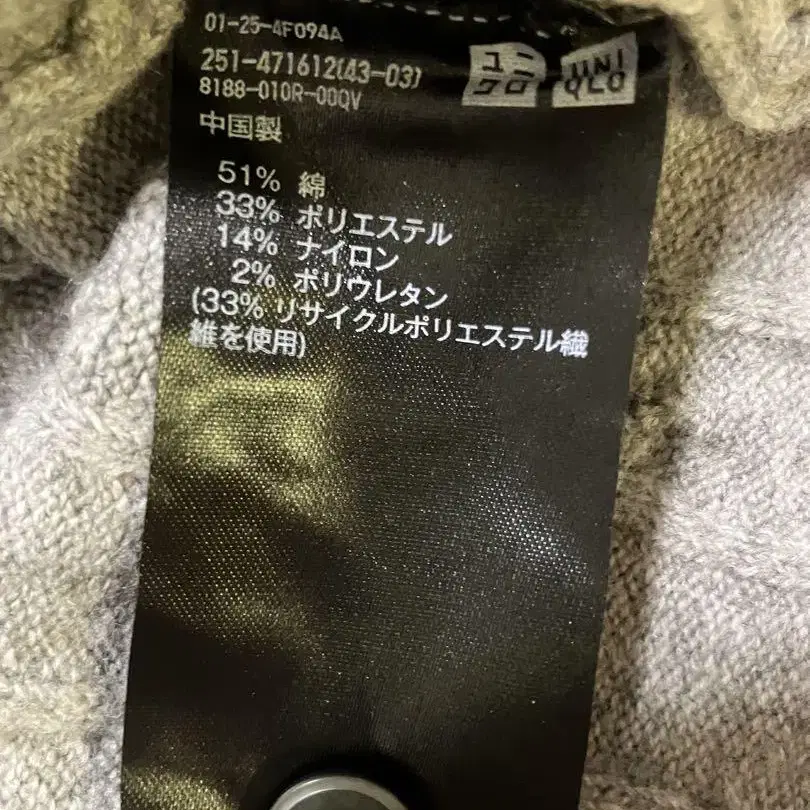 01-25-4F094A
251-471612(43-03)
8188-010R-00QV
ユニ
クロ
UNI
QLO
中国製
51% 綿
33% ポリエステル
14% ナイロン
2% ポリウレタン
(33% リサイクルポリエステル繊
維を使用)